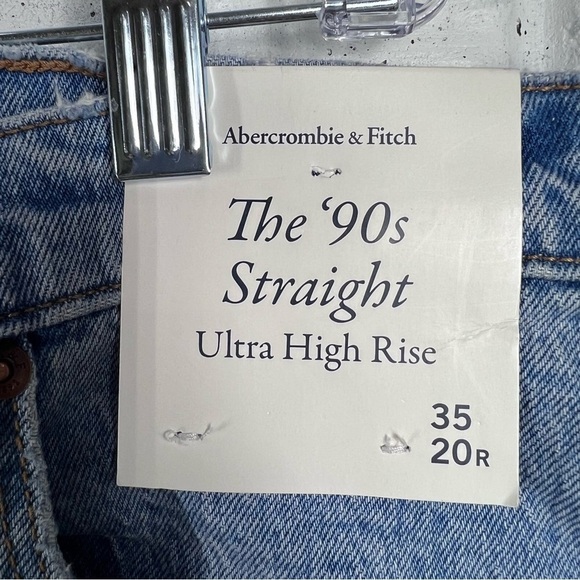 Abercrombie & Fitch
The ‘90s
Straight
Ultra High Rise
35
20R